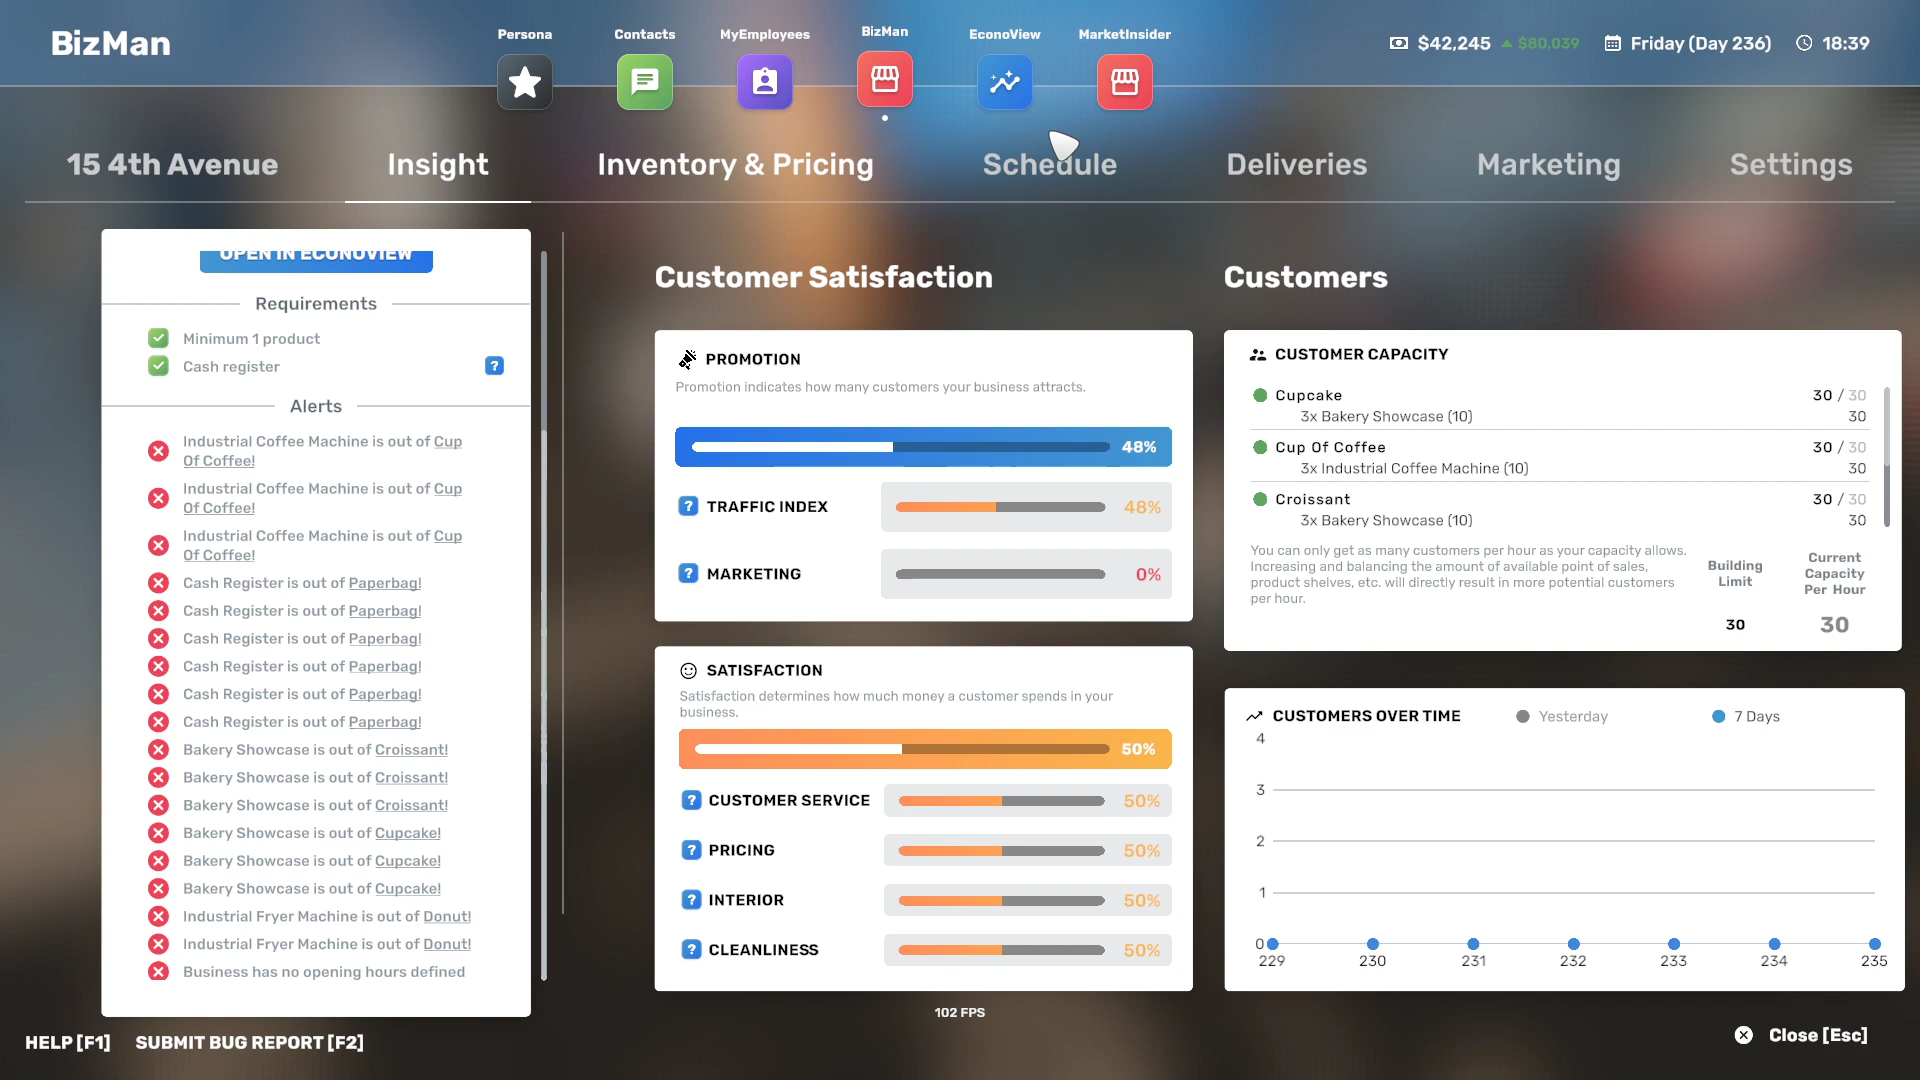 BizMan
Persona
Contacts
MyEmployees
BizMan
EconoView
MarketInsider
$42,245
$80,039
Friday (Day 236)
18:39
15 4th Avenue
Insight
Inventory & Pricing
Schedule
Deliveries
Marketing
Settings
OPEN IN ECONOVIEW
Requirements
Minimum 1 product
Cash register
?
Alerts
Industrial Coffee Machine is out of Cup
Of Coffee!
Industrial Coffee Machine is out of Cup
Of Coffee!
Industrial Coffee Machine is out of Cup
Of Coffee!
Cash Register is out of Paperbag!
Cash Register is out of Paperbag!
Cash Register is out of Paperbag!
Cash Register is out of Paperbag!
Cash Register is out of Paperbag!
Cash Register is out of Paperbag!
Bakery Showcase is out of Croissant!
Bakery Showcase is out of Croissant!
Bakery Showcase is out of Croissant!
Bakery Showcase is out of Cupcake!
Bakery Showcase is out of Cupcake!
Bakery Showcase is out of Cupcake!
Industrial Fryer Machine is out of Donut!
Industrial Fryer Machine is out of Donut!
Business has no opening hours defined
Customer Satisfaction
PROMOTION
Promotion indicates how many customers your business attracts.
48%
? TRAFFIC INDEX 48%
? MARKETING 0%
SATISFACTION
Satisfaction determines how much money a customer spends in your
business.
50%
? CUSTOMER SERVICE 50%
? PRICING 50%
? INTERIOR 50%
? CLEANLINESS 50%
Customers
CUSTOMER CAPACITY
Cupcake 30 / 30
3x Bakery Showcase (10) 30
Cup Of Coffee 30 / 30
3x Industrial Coffee Machine (10) 30
Croissant 30 / 30
3x Bakery Showcase (10) 30
You can only get as many customers per hour as your capacity allows.
Increasing and balancing the amount of available point of sales,
product shelves, etc. will directly result in more potential customers
per hour.
Building
Limit
30
Current
Capacity
Per Hour
30
CUSTOMERS OVER TIME
Yesterday
7 Days
4
3
2
1
0
229 230 231 232 233 234 235
102 FPS
HELP [F1]
SUBMIT BUG REPORT [F2]
Close [Esc]